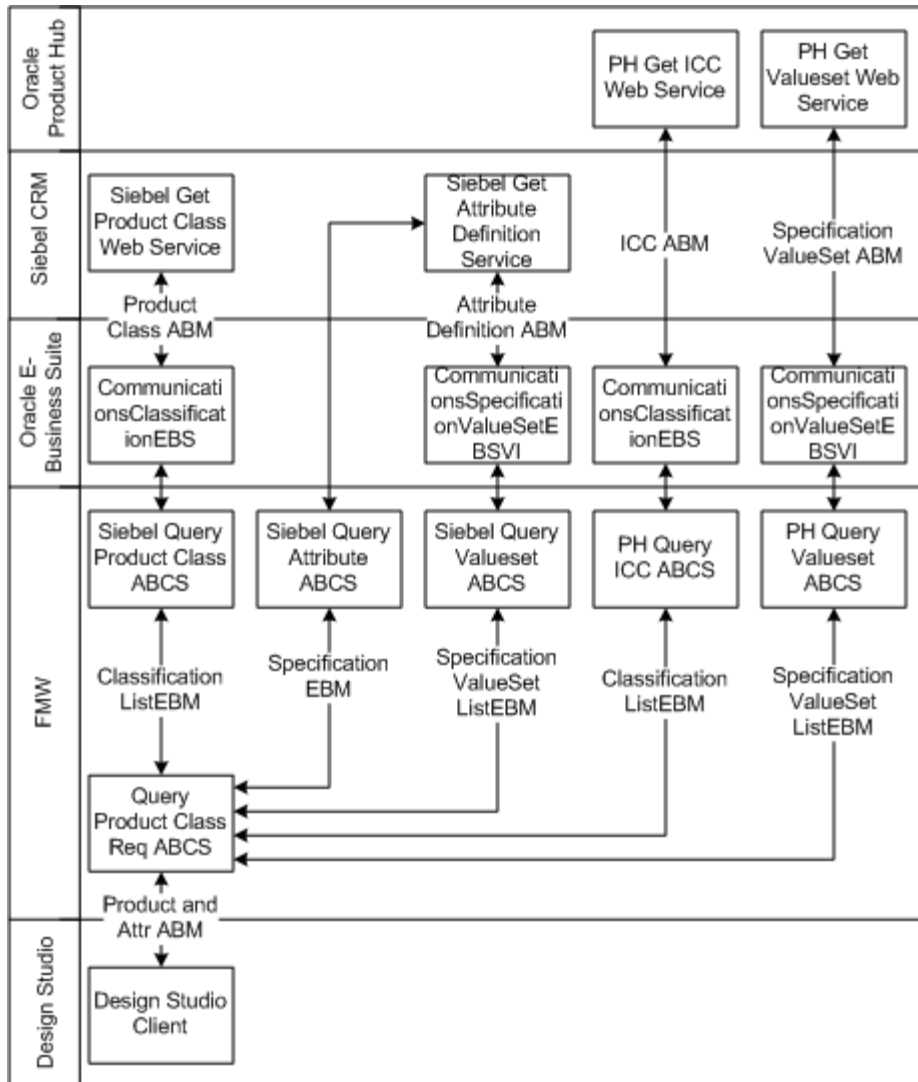 Oracle
Product Hub
PH Get ICC
Web Service
PH Get
Valueset Web
Service
Siebel CRM
Siebel Get
Product Class
Web Service
Siebel Get
Attribute
Definition
Service
ICC ABM
Specification
ValueSet ABM
Product
Class ABM
Attribute
Definition ABM
Oracle E-
Business Suite
Communicati
onsClassificat
ionEBS
Communicati
onsSpecificati
onValueSetE
BSVI
Communicati
onsClassificat
ionEBS
Communicati
onsSpecificati
onValueSetE
BSVI
FMW
Siebel Query
Product Class
ABCS
Siebel Query
Attribute
ABCS
Siebel Query
Valueset
ABCS
PH Query
ICC ABCS
PH Query
Valueset
ABCS
Classification
ListEBM
Specification
EBM
Specification
ValueSet
ListEBM
Classification
ListEBM
Specification
ValueSet
ListEBM
Query
Product Class
Req ABCS
Product and
Attr ABM
Design Studio
Design Studio
Client